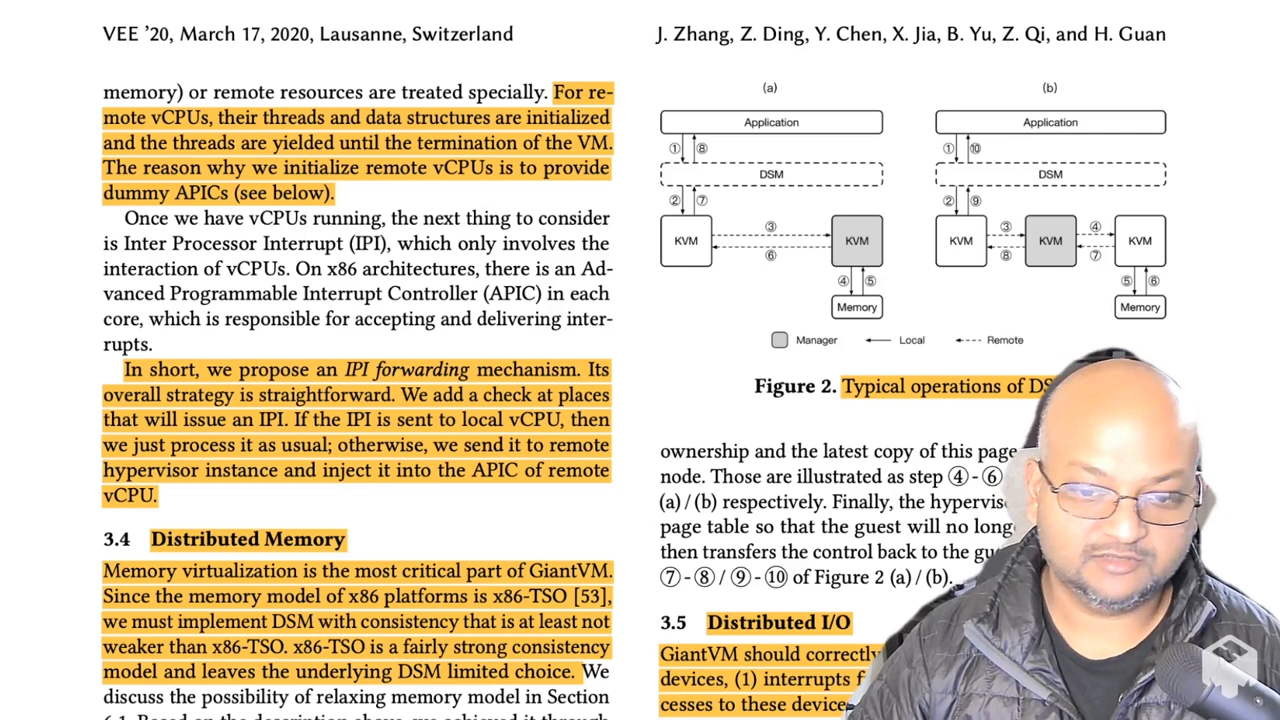 VEE ’20, March 17, 2020, Lausanne, Switzerland
J. Zhang, Z. Ding, Y. Chen, X. Jia, B. Yu, Z. Qi, and H. Guan
memory) or remote resources are treated specially. For re-
mote vCPUs, their threads and data structures are initialized
and the threads are yielded until the termination of the VM.
The reason why we initialize remote vCPUs is to provide
dummy APICs (see below).
Once we have vCPUs running, the next thing to consider
is Inter Processor Interrupt (IPI), which only involves the
interaction of vCPUs. On x86 architectures, there is an Ad-
vanced Programmable Interrupt Controller (APIC) in each
core, which is responsible for accepting and delivering inter-
rupts.
In short, we propose an IPI forwarding mechanism. Its
overall strategy is straightforward. We add a check at places
that will issue an IPI. If the IPI is sent to local vCPU, then
we just process it as usual; otherwise, we send it to remote
hypervisor instance and inject it into the APIC of remote
vCPU.
3.4 Distributed Memory
Memory virtualization is the most critical part of GiantVM.
Since the memory model of x86 platforms is x86-TSO [53],
we must implement DSM with consistency that is at least not
weaker than x86-TSO. x86-TSO is a fairly strong consistency
model and leaves the underlying DSM limited choice. We
discuss the possibility of relaxing memory model in Section
(a)
Application
① ⑧
DSM
② ⑦
KVM ③ ⑥ KVM
④ ⑤
Memory
(b)
Application
① ⑩
DSM
② ⑨
KVM ③ ⑧ KVM ④ ⑦ KVM
⑤ ⑥
Memory
Manager Local Remote
Figure 2. Typical operations of
ownership and the latest copy of this page
node. Those are illustrated as step ④-⑥
(a) / (b) respectively. Finally, the
page table so that the guest will no
then transfers the control back to the
⑦-⑧ / ⑨-⑩ of Figure 2 (a) / (b).
3.5 Distributed I/O
GiantVM should correctly
devices, (1) interrupts
cesses to these